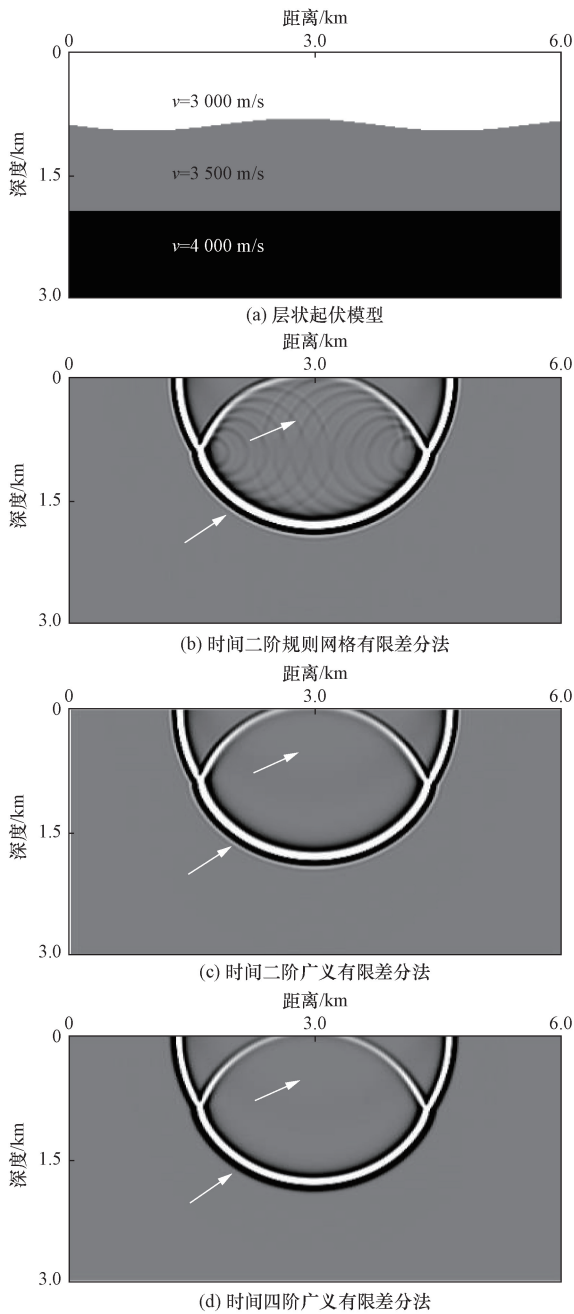 距离/km
0 3.0 6.0
0
v=3 000 m/s
v=3 500 m/s
1.5
深度/km
v=4 000 m/s
3.0
(a) 层状起伏模型
距离/km
0 3.0 6.0
0
1.5
深度/km
3.0
(b) 时间二阶规则网格有限差分法
距离/km
0 3.0 6.0
0
1.5
深度/km
3.0
(c) 时间二阶广义有限差分法
距离/km
0 3.0 6.0
0
1.5
深度/km
3.0
(d) 时间四阶广义有限差分法